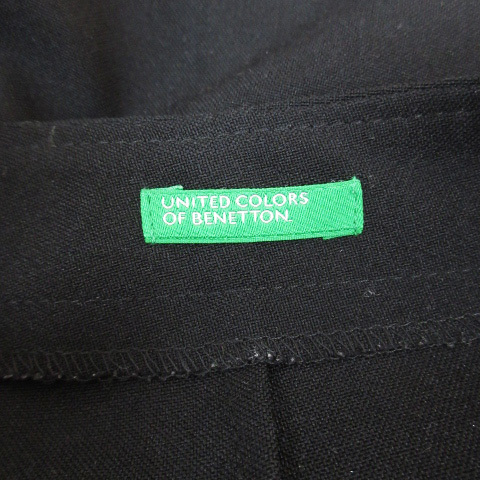 UNITED COLORS
OF BENETTON.